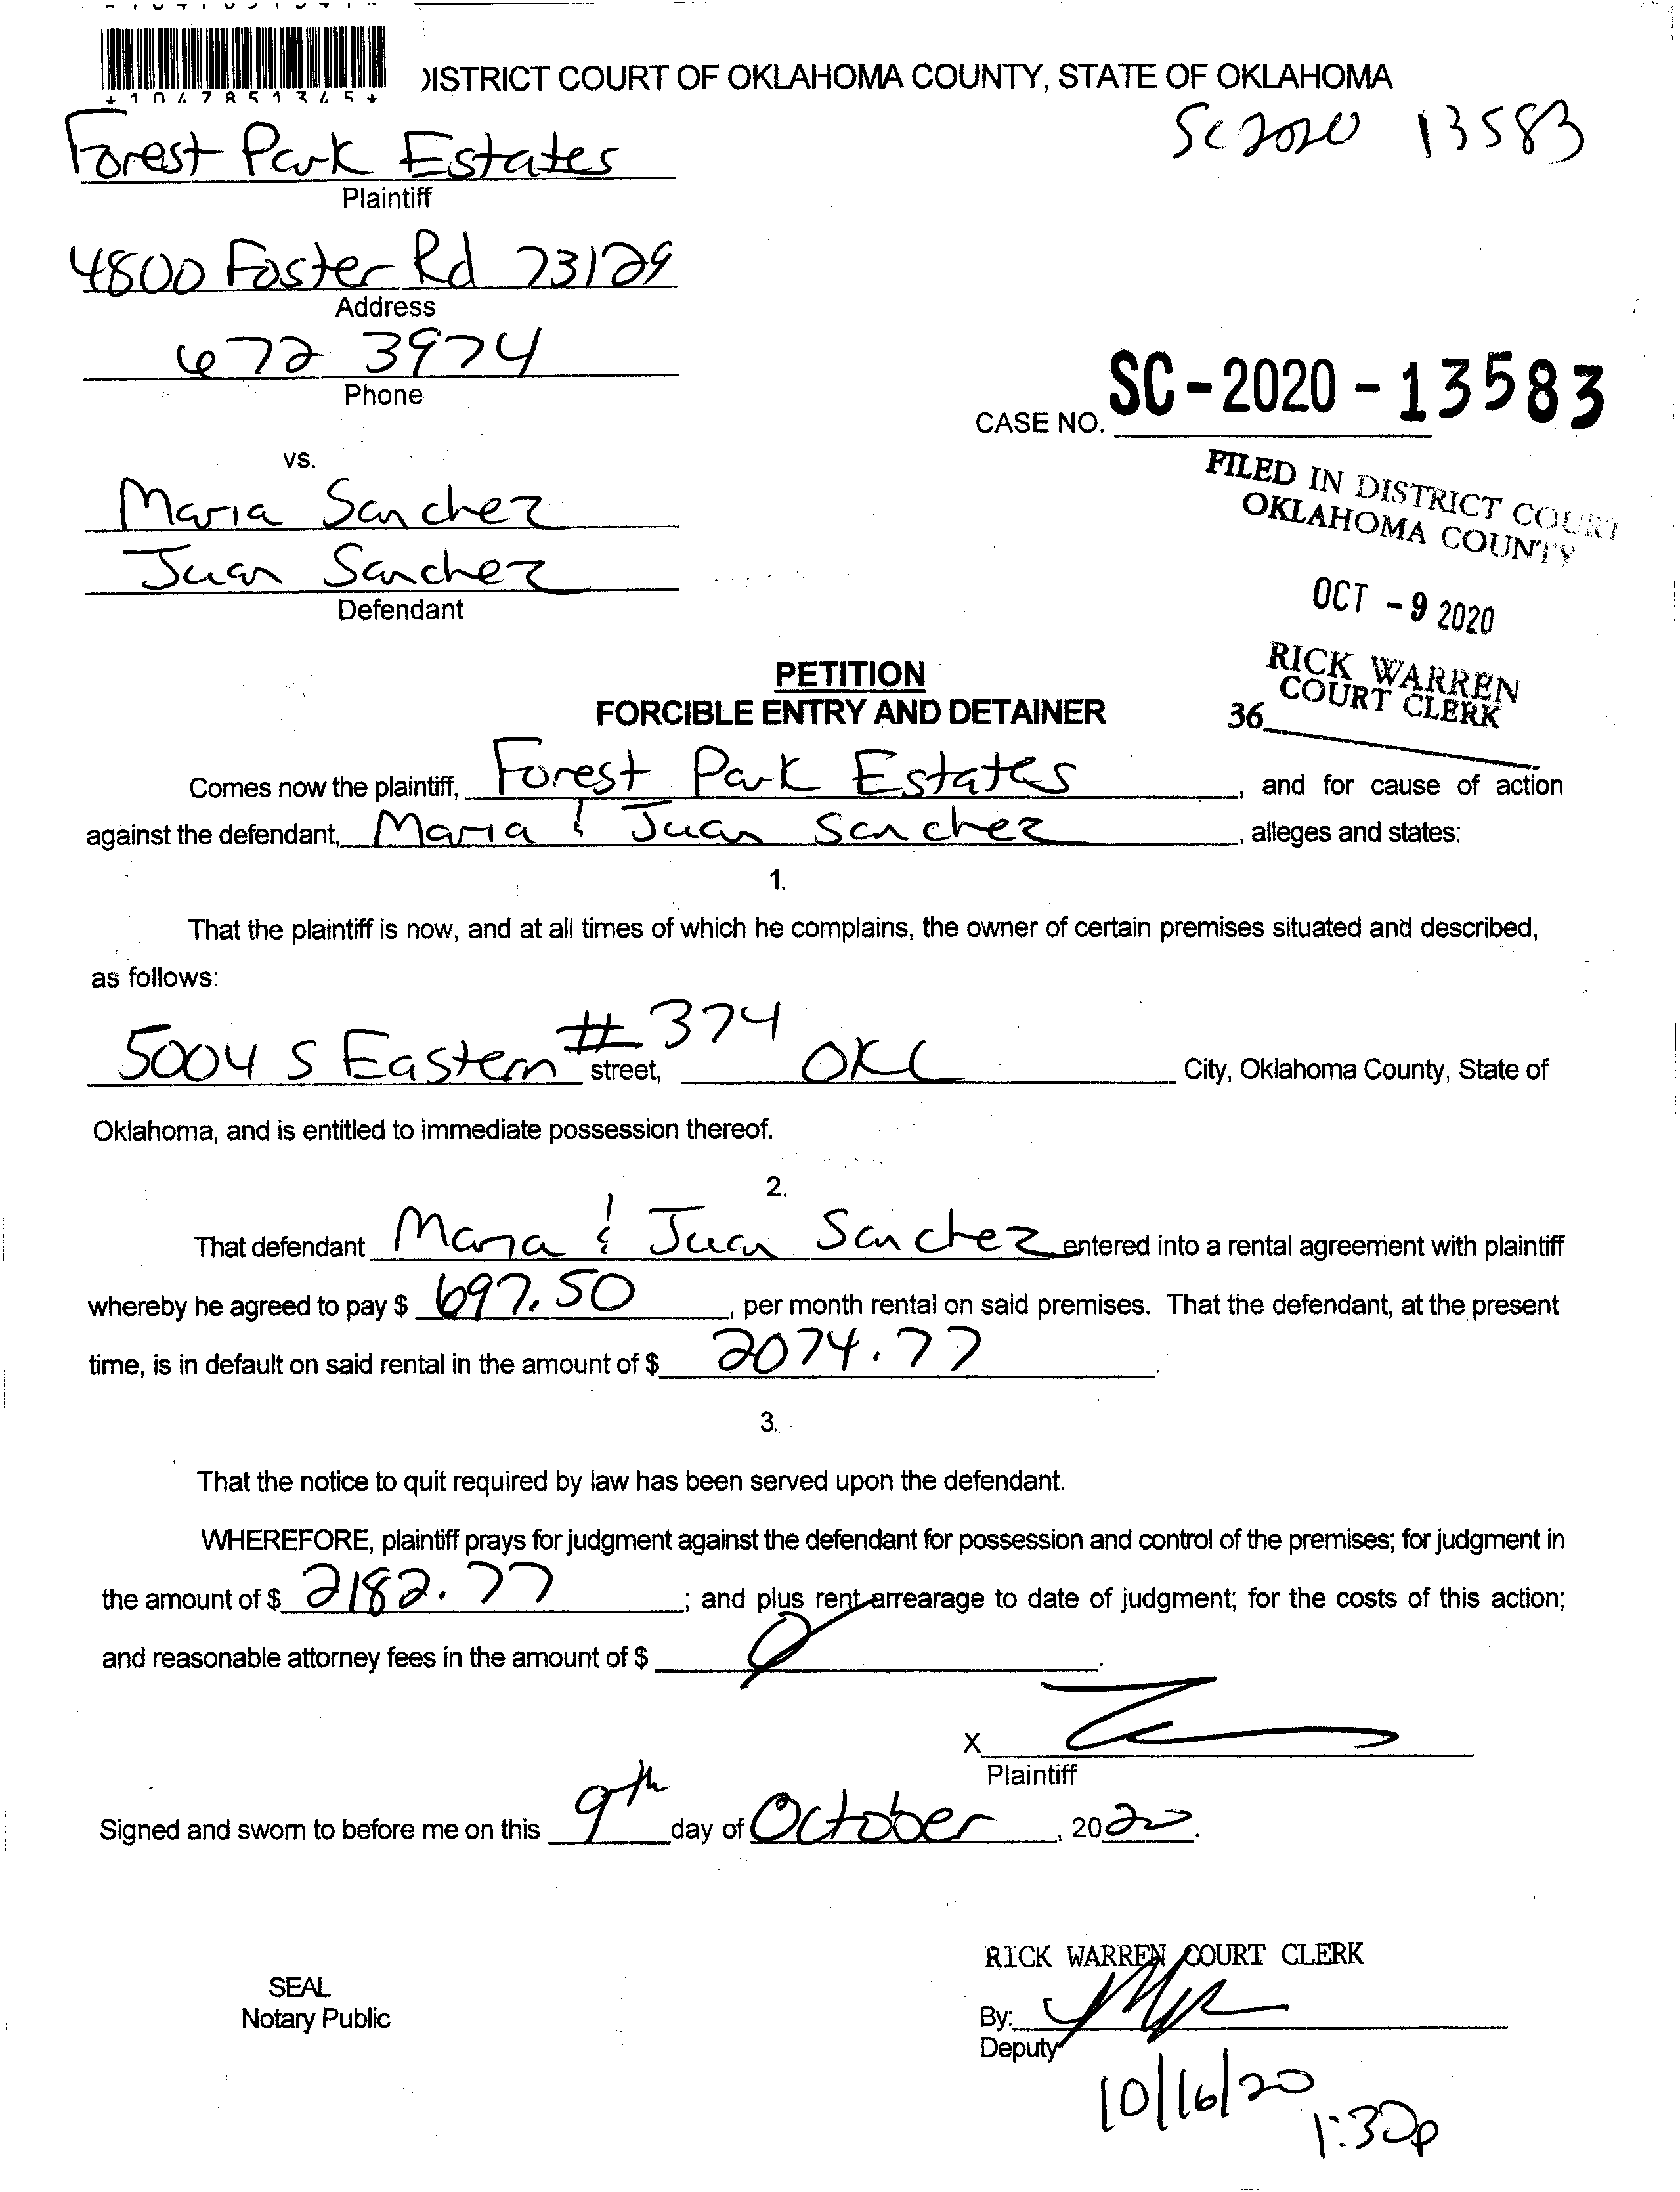 *1047851345*
DISTRICT COURT OF OKLAHOMA COUNTY, STATE OF OKLAHOMA
SC2020 13583
Forest Park Estates
Plaintiff
4800 Foster Rd 73129
Address
672 3974
Phone
CASE NO. SC-2020-13583
vs.
FILED IN DISTRICT COURT
OKLAHOMA COUNTY
Maria Sanchez
Juan Sanchez
Defendant
OCT -9 2020
RICK WARREN
COURT CLERK
36
PETITION
FORCIBLE ENTRY AND DETAINER
Comes now the plaintiff, Forest Park Estates, and for cause of action
against the defendant, Maria & Juan Sanchez, alleges and states:
1.
That the plaintiff is now, and at all times of which he complains, the owner of certain premises situated and described,
as follows:
5004 S Eastern #374 street, OKC City, Oklahoma County, State of
Oklahoma, and is entitled to immediate possession thereof.
2.
That defendant Maria & Juan Sanchez entered into a rental agreement with plaintiff
whereby he agreed to pay $ 697.50, per month rental on said premises. That the defendant, at the present
time, is in default on said rental in the amount of $ 2074.77.
3.
That the notice to quit required by law has been served upon the defendant.
WHEREFORE, plaintiff prays for judgment against the defendant for possession and control of the premises; for judgment in
the amount of $ 2182.77; and plus rent arrearage to date of judgment; for the costs of this action;
and reasonable attorney fees in the amount of $ 0.
X
Plaintiff
Signed and sworn to before me on this 9th day of October, 2020.
RICK WARREN COURT CLERK
SEAL
Notary Public
By:
Deputy
10/16/20
1:30p